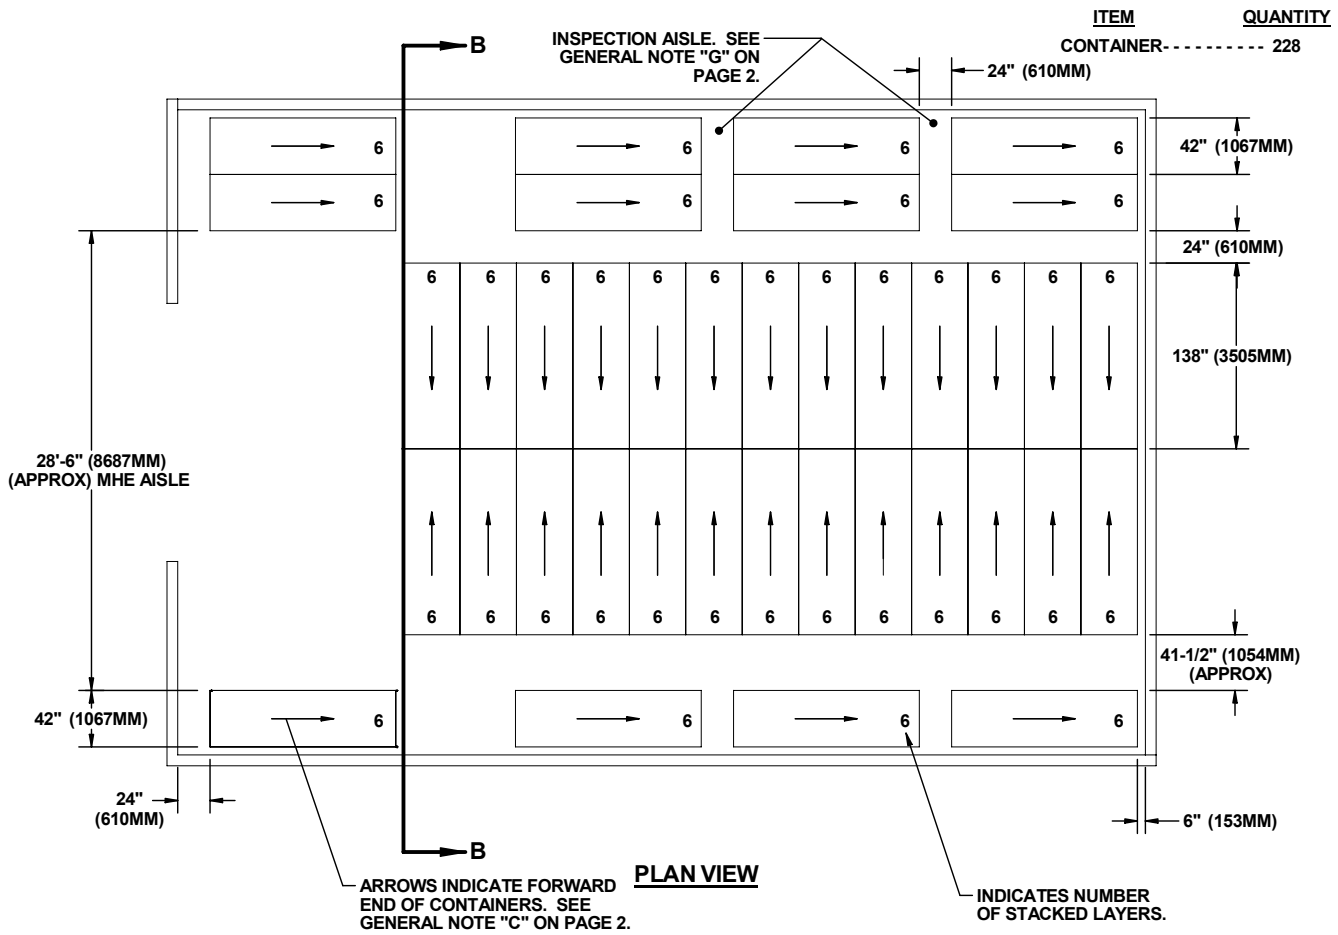 ITEM QUANTITY
CONTAINER- - - - - - - - - - - 228
B
INSPECTION AISLE.  SEE
GENERAL NOTE "G" ON
PAGE 2.
24" (610MM)
6 6 6 6
42" (1067MM)
6 6 6 6
24" (610MM)
6 6 6 6 6 6 6 6 6 6 6 6 6
138" (3505MM)
28'-6" (8687MM)
(APPROX) MHE AISLE
6 6 6 6 6 6 6 6 6 6 6 6 6
41-1/2" (1054MM)
(APPROX)
42" (1067MM)
6 6 6 6
24"
(610MM)
6" (153MM)
B
PLAN VIEW
ARROWS INDICATE FORWARD
END OF CONTAINERS.  SEE
GENERAL NOTE "C" ON PAGE 2.
INDICATES NUMBER
OF STACKED LAYERS.